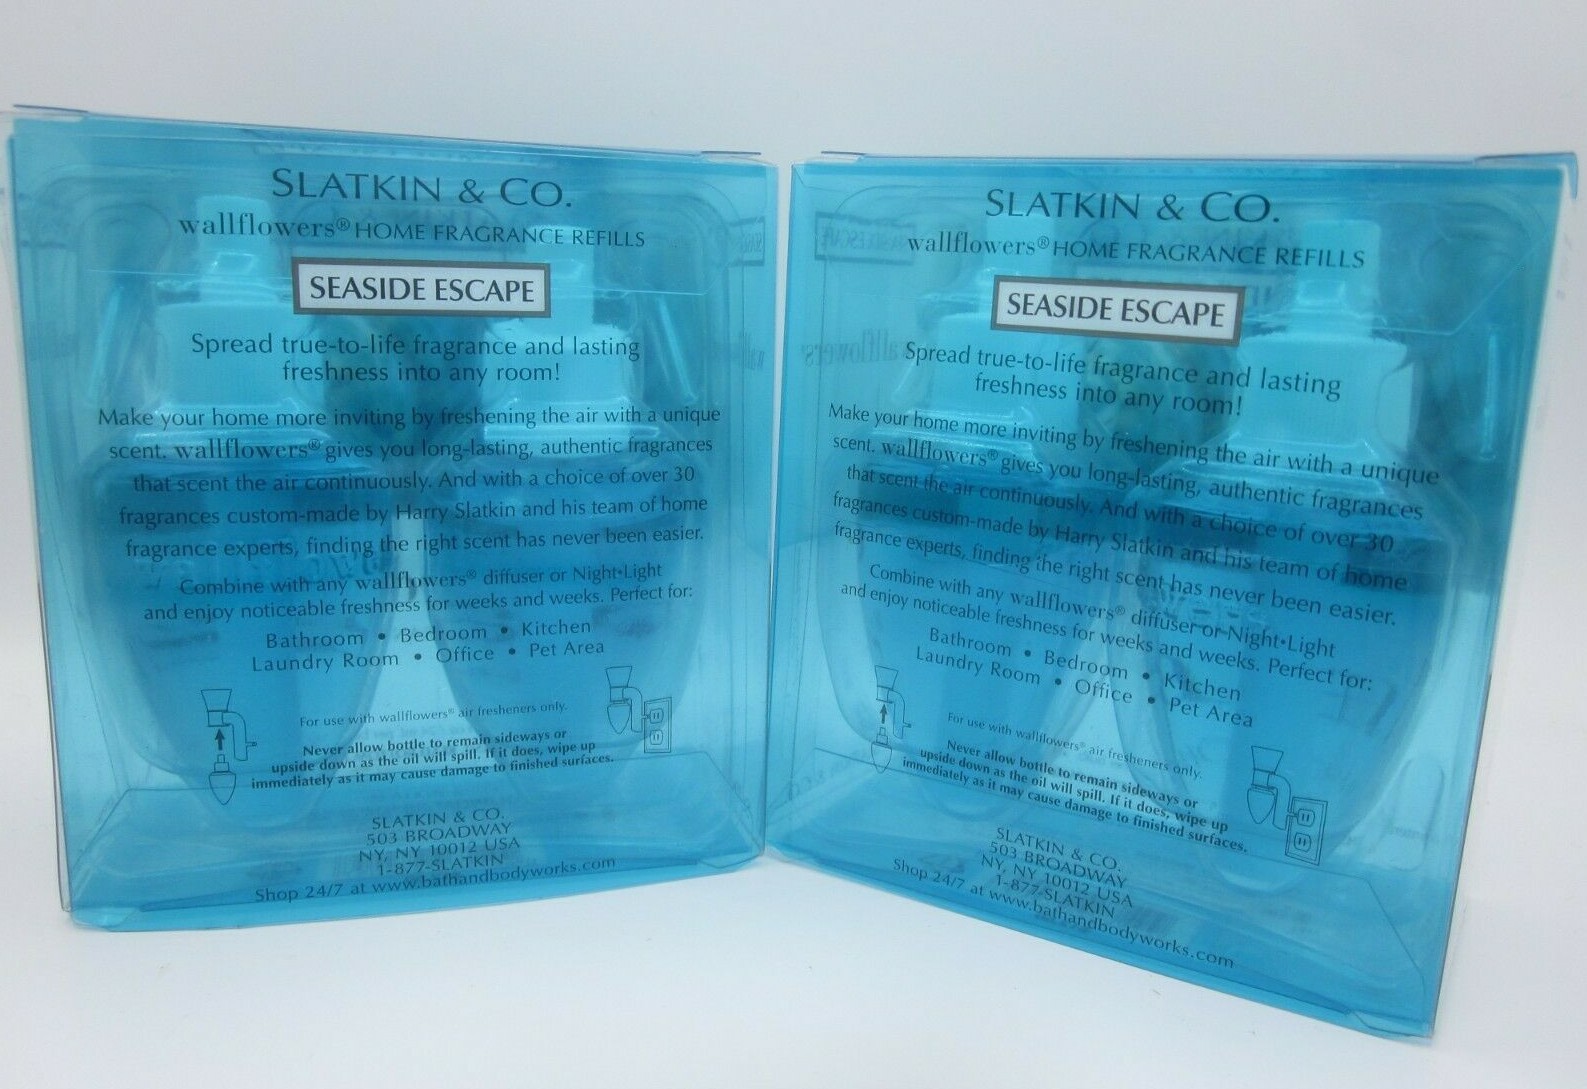 SLATKIN & CO.
wallflowers® HOME FRAGRANCE REFILLS
SEASIDE ESCAPE
Spread true-to-life fragrance and lasting
freshness into any room!
Make your home more inviting by freshening the air with a unique
scent. wallflowers® gives you long-lasting, authentic fragrances
that scent the air continuously. And with a choice of over 30
fragrances custom-made by Harry Slatkin and his team of home
fragrance experts, finding the right scent has never been easier.
Combine with any wallflowers® diffuser or Night•Light
and enjoy noticeable freshness for weeks and weeks. Perfect for:
Bathroom • Bedroom • Kitchen
Laundry Room • Office • Pet Area
For use with wallflowers® air fresheners only.
Never allow bottle to remain sideways or
upside down as the oil will spill. If it does, wipe up
immediately as it may cause damage to finished surfaces.
SLATKIN & CO.
503 BROADWAY
NY, NY 10012 USA
1-877-SLATKIN
Shop 24/7 at www.bathandbodyworks.com
SLATKIN & CO.
wallflowers® HOME FRAGRANCE REFILLS
SEASIDE ESCAPE
Spread true-to-life fragrance and lasting
freshness into any room!
Make your home more inviting by freshening the air with a unique
scent. wallflowers® gives you long-lasting, authentic fragrances
that scent the air continuously. And with a choice of over 30
fragrances custom-made by Harry Slatkin and his team of home
fragrance experts, finding the right scent has never been easier.
Combine with any wallflowers® diffuser or Night•Light
and enjoy noticeable freshness for weeks and weeks. Perfect for:
Bathroom • Bedroom • Kitchen
Laundry Room • Office • Pet Area
For use with wallflowers® air fresheners only.
Never allow bottle to remain sideways or
upside down as the oil will spill. If it does, wipe up
immediately as it may cause damage to finished surfaces.
SLATKIN & CO.
503 BROADWAY
NY, NY 10012 USA
1-877-SLATKIN
Shop 24/7 at www.bathandbodyworks.com